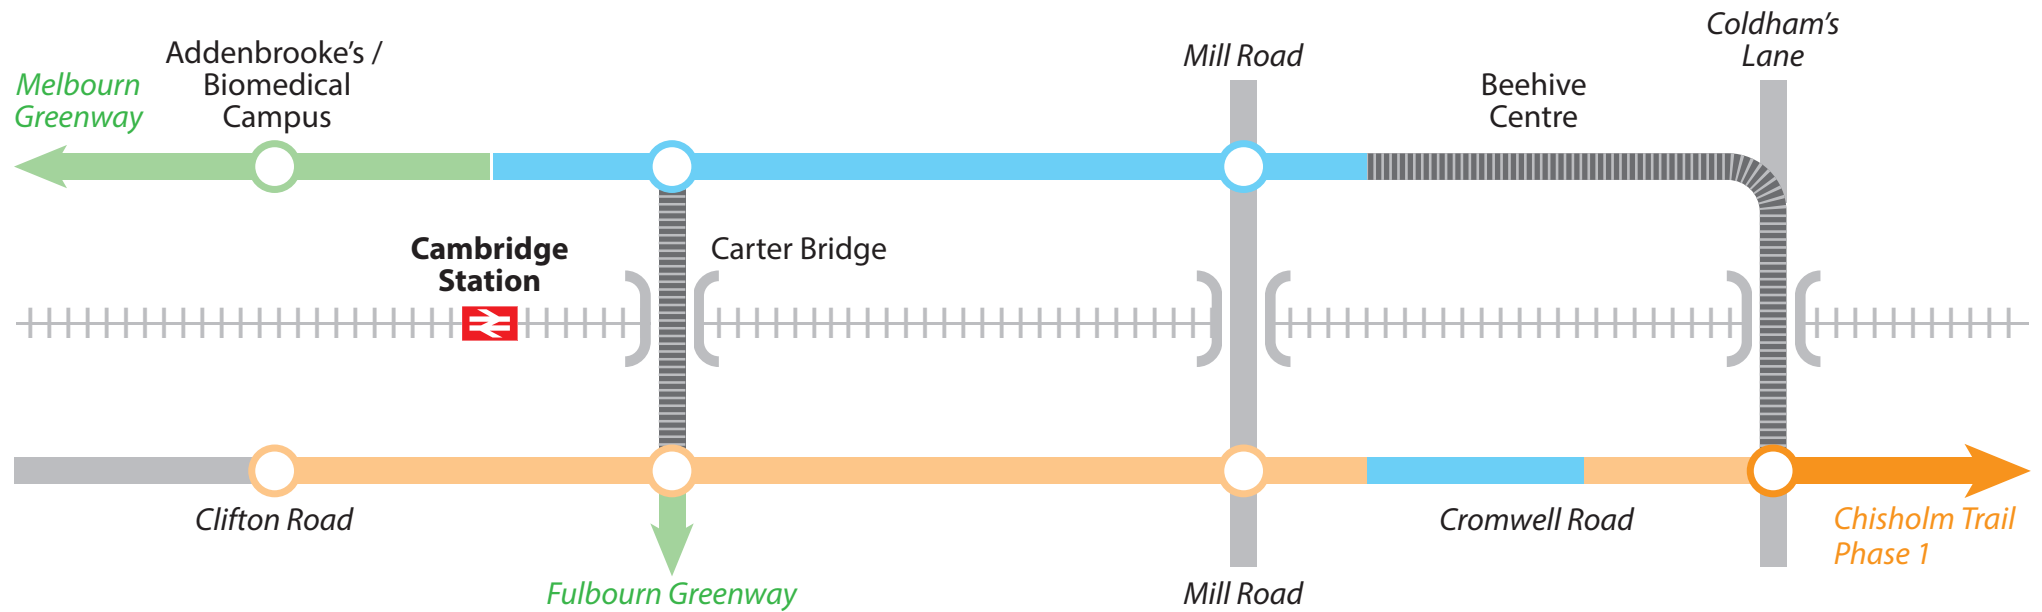 Coldham’s
Lane
Addenbrooke’s /
Biomedical
Campus
Mill Road
Melbourn
Greenway
Beehive
Centre
Cambridge
Station
Carter Bridge
Clifton Road
Cromwell Road
Chisholm Trail
Phase 1
Fulbourn Greenway
Mill Road